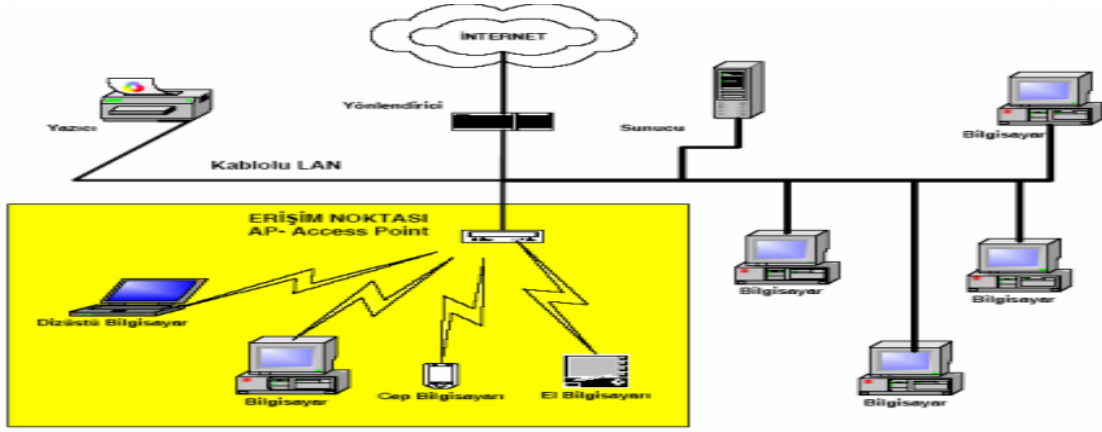 İNTERNET
Yönlendirici
Yazıcı
Sunucu
Bilgisayar
Kablolu LAN
ERİŞİM NOKTASI
AP- Access Point
Bilgisayar
Bilgisayar
Dizüstü Bilgisayar
Bilgisayar
Cep Bilgisayarı
El Bilgisayarı
Bilgisayar